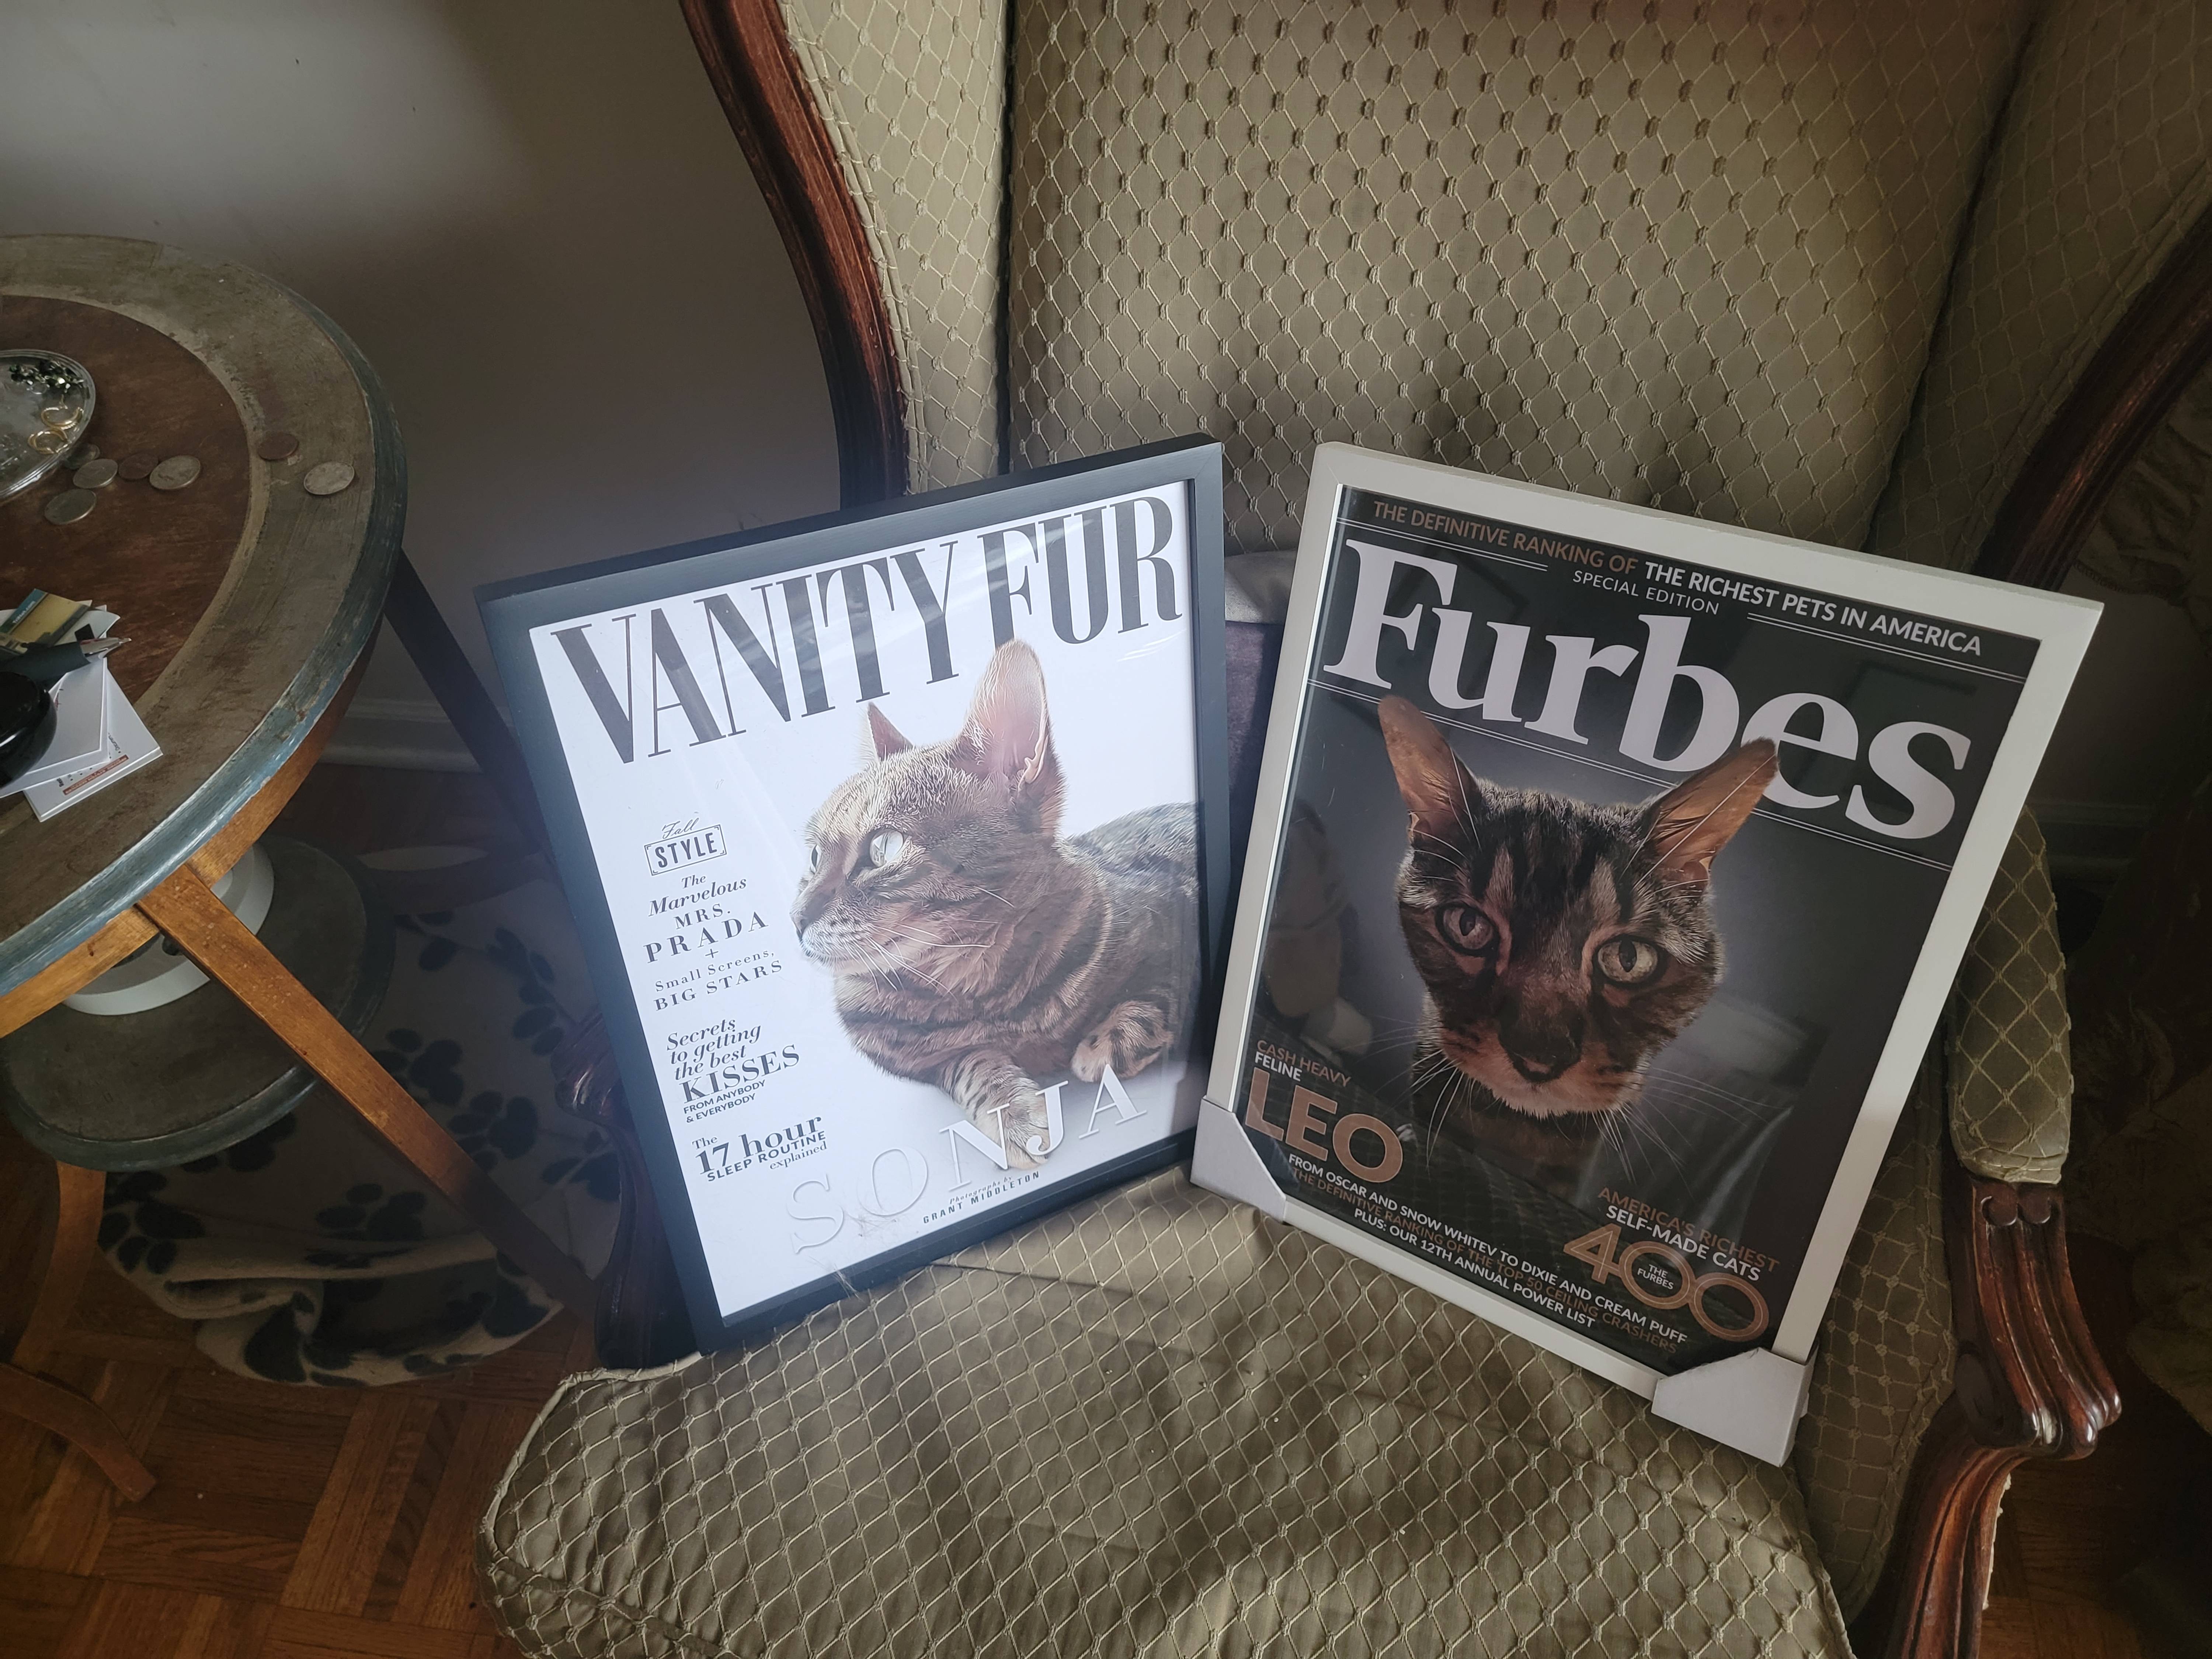 VANITY FUR
Fall
STYLE
The
Marvelous
MRS.
PRADA
+
Small Screens,
BIG STARS
Secrets
to getting
the best
KISSES
FROM ANYBODY
& EVERYBODY
The
17 hour
SLEEP ROUTINE
explained
SONJA
Photographs by
GRANT MIDDLETON
THE DEFINITIVE RANKING OF THE RICHEST PETS IN AMERICA
SPECIAL EDITION
Furbes
CASH HEAVY
FELINE
LEO
FROM OSCAR AND SNOW WHITEV TO DIXIE AND CREAM PUFF
THE DEFINITIVE RANKING OF THE TOP 50 CEILING CRASHERS
PLUS: OUR 12TH ANNUAL POWER LIST
AMERICA'S RICHEST
SELF-MADE CATS
THE
FURBES
400